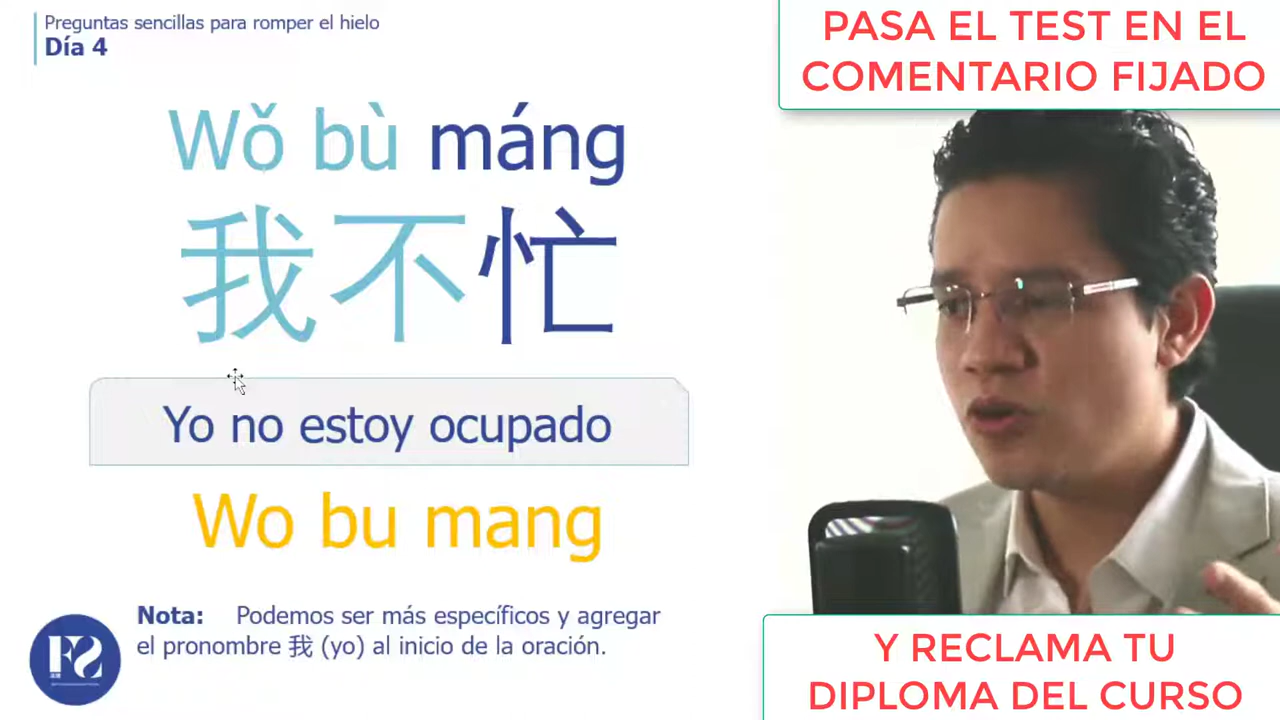 Preguntas sencillas para romper el hielo
Día 4
Wǒ bù máng
我不忙
Yo no estoy ocupado
Wo bu mang
Nota: Podemos ser más específicos y agregar
el pronombre 我 (yo) al inicio de la oración.
PASA EL TEST EN EL
COMENTARIO FIJADO
Y RECLAMA TU
DIPLOMA DEL CURSO